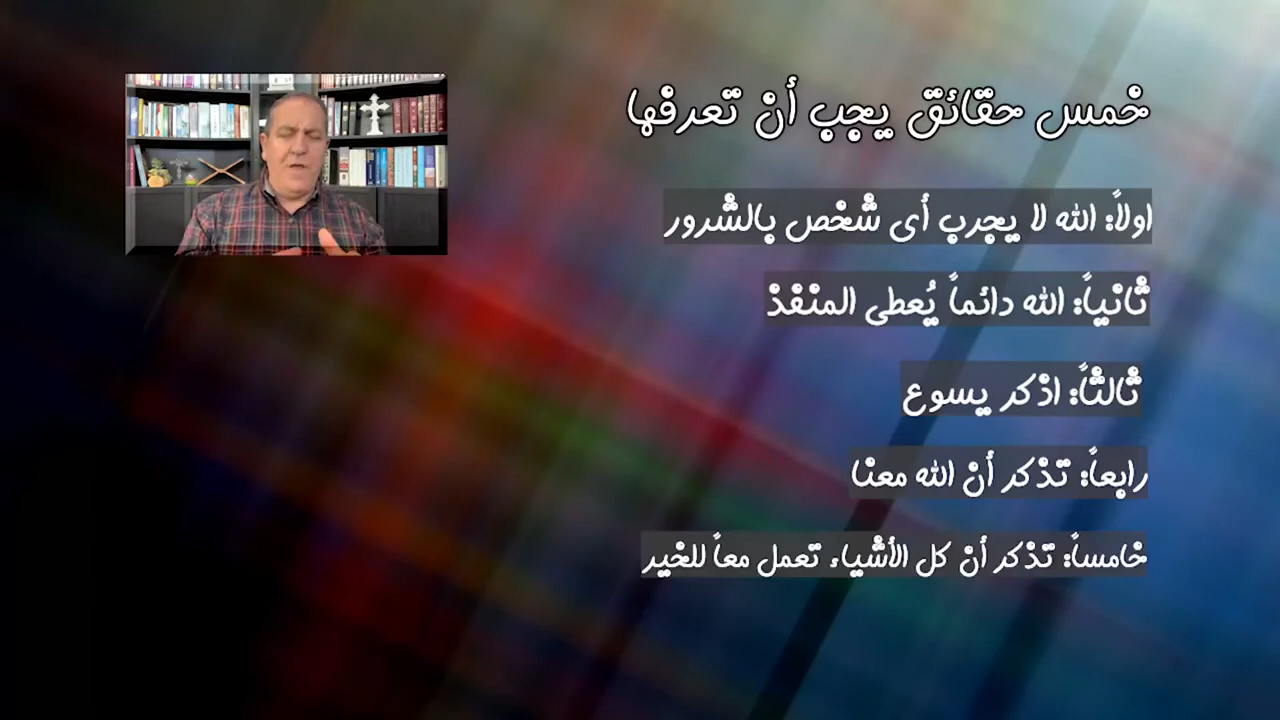 خمس حقائق يجب أن تعرفها
اولاً: الله لا يجرب أى شخص بالشرور
ثانياً: الله دائماً يُعطى المنفذ
ثالثاً: اذكر يسوع
رابعاً: تذكر أن الله معنا
خامساً: تذكر أن كل الأشياء تعمل معاً للخير